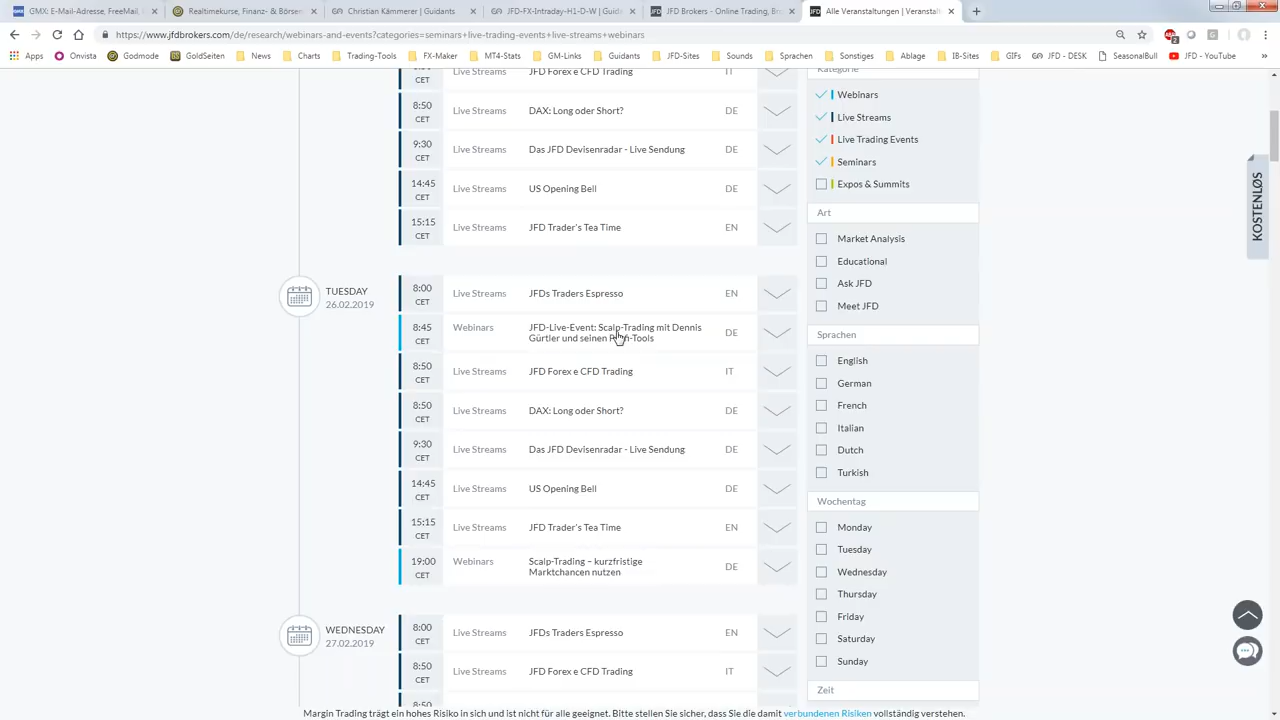 GMX: E-Mail-Adresse, FreeMail
Realtimekurse, Finanz- & Börsen
Christian Kämmerer | Guidants
JFD-FX-Intraday-H1-D-W | Guid
JFD Brokers - Online Trading, Bro
Alle Veranstaltungen | Veranstal
https://www.jfdbrokers.com/de/research/webinars-and-events?categories=seminars+live-trading-events+live-streams+webinars
Apps Onvista Godmode GoldSeiten News Charts Trading-Tools FX-Maker MT4-Stats GM-Links Guidants JFD-Sites Sounds Sprachen Sonstiges Ablage IB-Sites GIFs JFD - DESK SeasonalBull JFD - YouTube
CET Live Streams JFD Forex e CFD Trading IT
8:50 CET Live Streams DAX: Long oder Short? DE
9:30 CET Live Streams Das JFD Devisenradar - Live Sendung DE
14:45 CET Live Streams US Opening Bell DE
15:15 CET Live Streams JFD Trader's Tea Time EN
TUESDAY
26.02.2019
8:00 CET Live Streams JFDs Traders Espresso EN
8:45 CET Webinars JFD-Live-Event: Scalp-Trading mit Dennis
Gürtler und seinen DE
8:50 CET Live Streams JFD Forex e CFD Trading IT
8:50 CET Live Streams DAX: Long oder Short? DE
9:30 CET Live Streams Das JFD Devisenradar - Live Sendung DE
14:45 CET Live Streams US Opening Bell DE
15:15 CET Live Streams JFD Trader's Tea Time EN
19:00 CET Webinars Scalp-Trading – kurzfristige
Marktchancen nutzen DE
WEDNESDAY
27.02.2019
8:00 CET Live Streams JFDs Traders Espresso EN
8:50 CET Live Streams JFD Forex e CFD Trading IT
8:50
Kategorie
Webinars
Live Streams
Live Trading Events
Seminars
Expos & Summits
Art
Market Analysis
Educational
Ask JFD
Meet JFD
Sprachen
English
German
French
Italian
Dutch
Turkish
Wochentag
Monday
Tuesday
Wednesday
Thursday
Friday
Saturday
Sunday
Zeit
KOSTENLØS
Margin Trading trägt ein hohes Risiko in sich und ist nicht für alle geeignet. Bitte stellen Sie sicher, dass Sie die damit verbundenen Risiken vollständig verstehen.